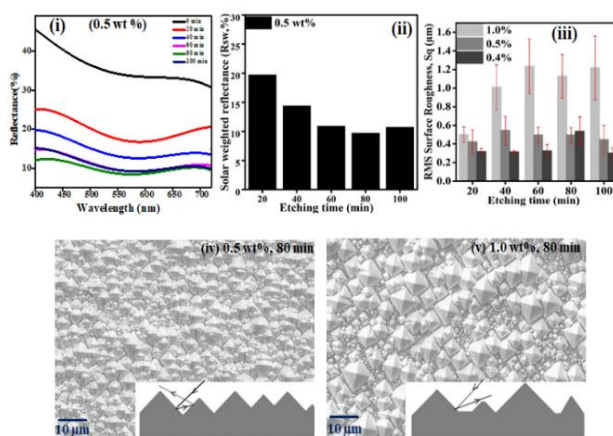 (i)
(0.5 wt %)
0 min
20 min
40 min
60 min
80 min
100 min
Reflectance(%)
40
30
20
10
400 450 500 550 600 650 700
Wavelength (nm)
(ii)
0.5 wt%
Solar weighted reflectance (Rsw,%)
30
25
20
15
10
5
0
20 40 60 80 100
Etching time (min)
(iii)
1.0%
0.5%
0.4%
RMS Surface Roughness, Sq (µm)
1.6
1.4
1.2
1.0
0.8
0.6
0.4
0.2
0.0
20 40 60 80 100
Etching time (min)
(iv) 0.5 wt%, 80 min
10 µm
(v) 1.0 wt%, 80 min
10 µm